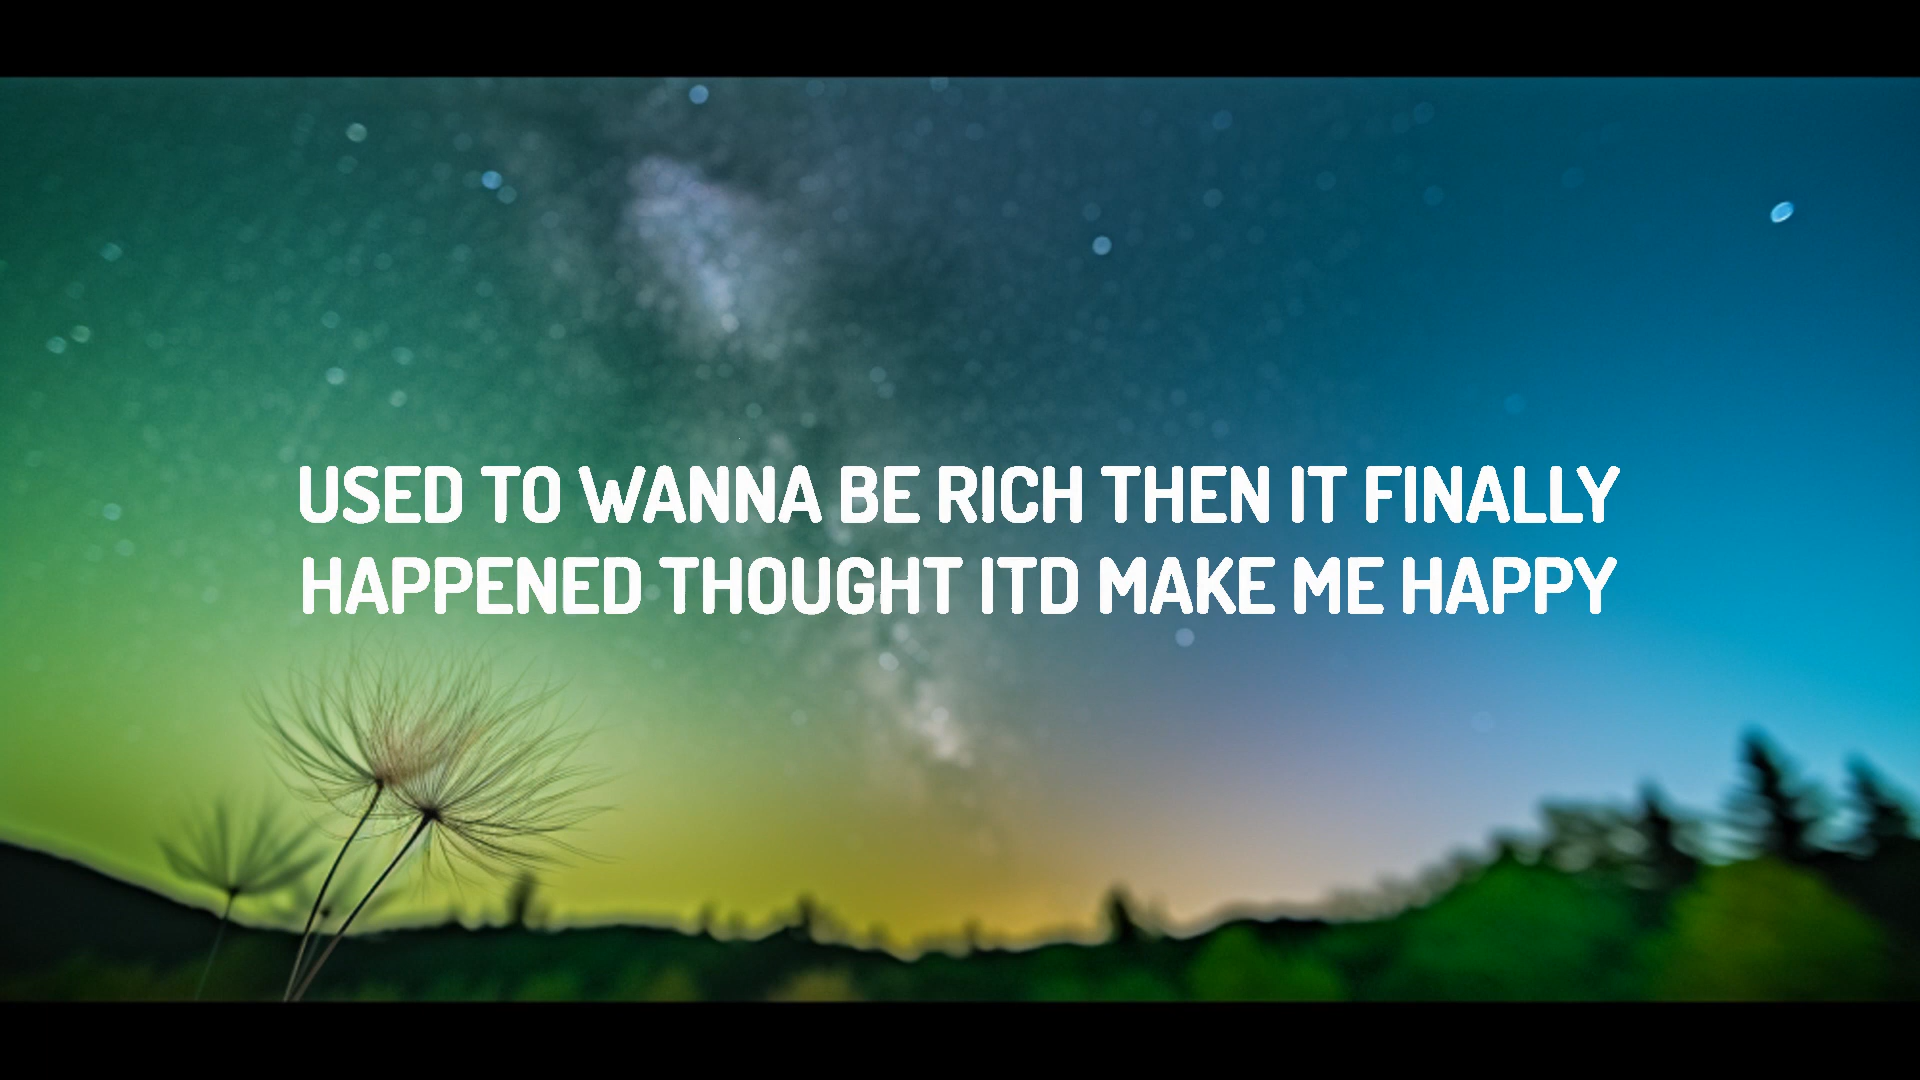 USED TO WANNA BE RICH THEN IT FINALLY
HAPPENED THOUGHT ITD MAKE ME HAPPY